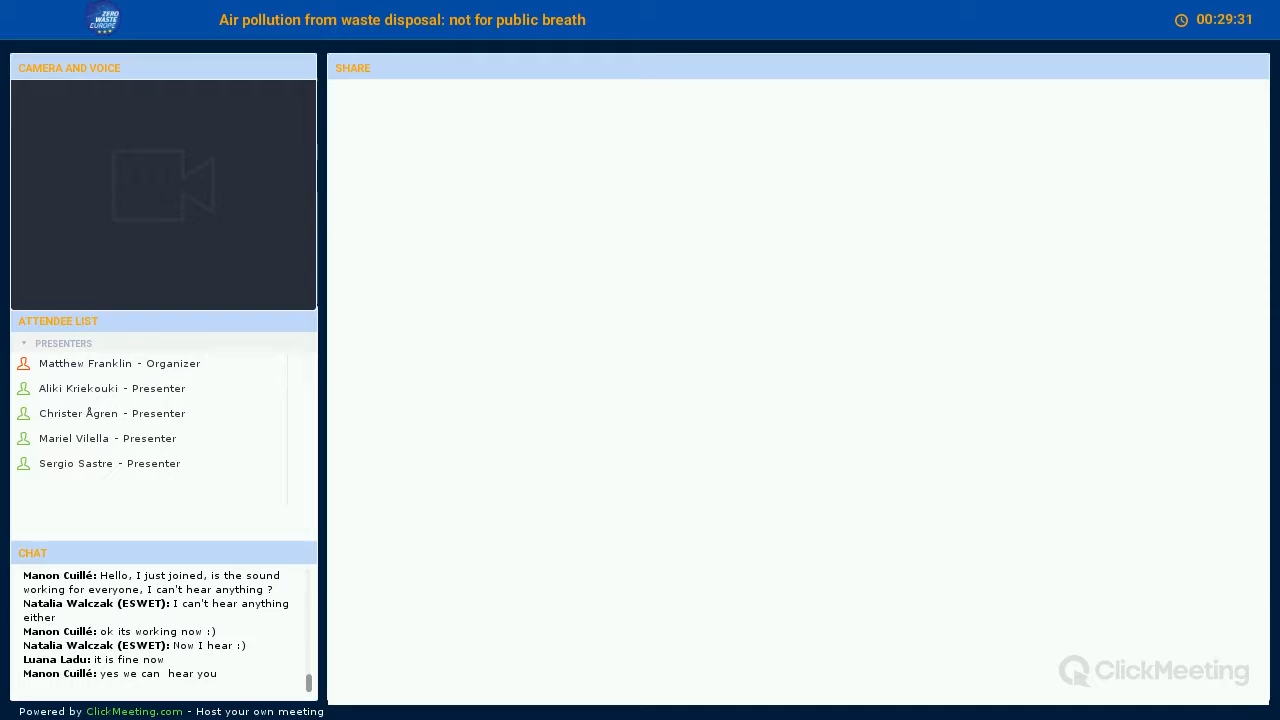 ZERO
WASTE
EUROPE
Air pollution from waste disposal: not for public breath
00:29:31
CAMERA AND VOICE
SHARE
ATTENDEE LIST
PRESENTERS
Matthew Franklin - Organizer
Aliki Kriekouki - Presenter
Christer Ågren - Presenter
Mariel Vilella - Presenter
Sergio Sastre - Presenter
CHAT
Manon Cuillé: Hello, I just joined, is the sound
working for everyone, I can't hear anything ?
Natalia Walczak (ESWET): I can't hear anything
either
Manon Cuillé: ok its working now :)
Natalia Walczak (ESWET): Now I hear :)
Luana Ladu: it is fine now
Manon Cuillé: yes we can  hear you
ClickMeeting
Powered by ClickMeeting.com - Host your own meeting